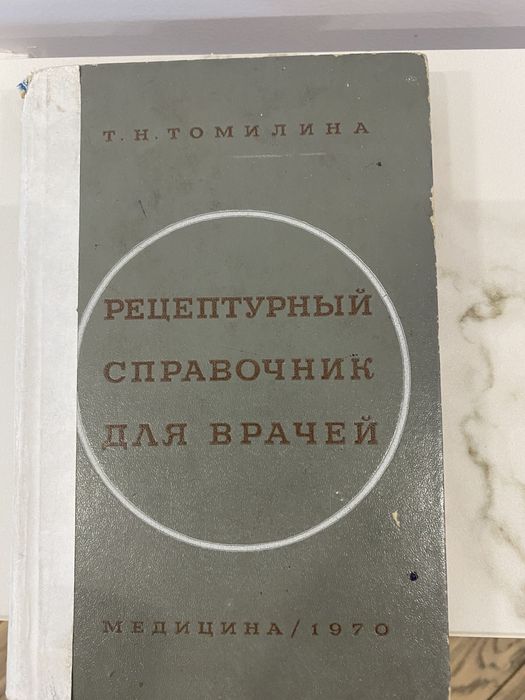 Т. Н. ТОМИЛИНА
РЕЦЕПТУРНЫЙ
СПРАВОЧНИК
ДЛЯ ВРАЧЕЙ
МЕДИЦИНА/1970